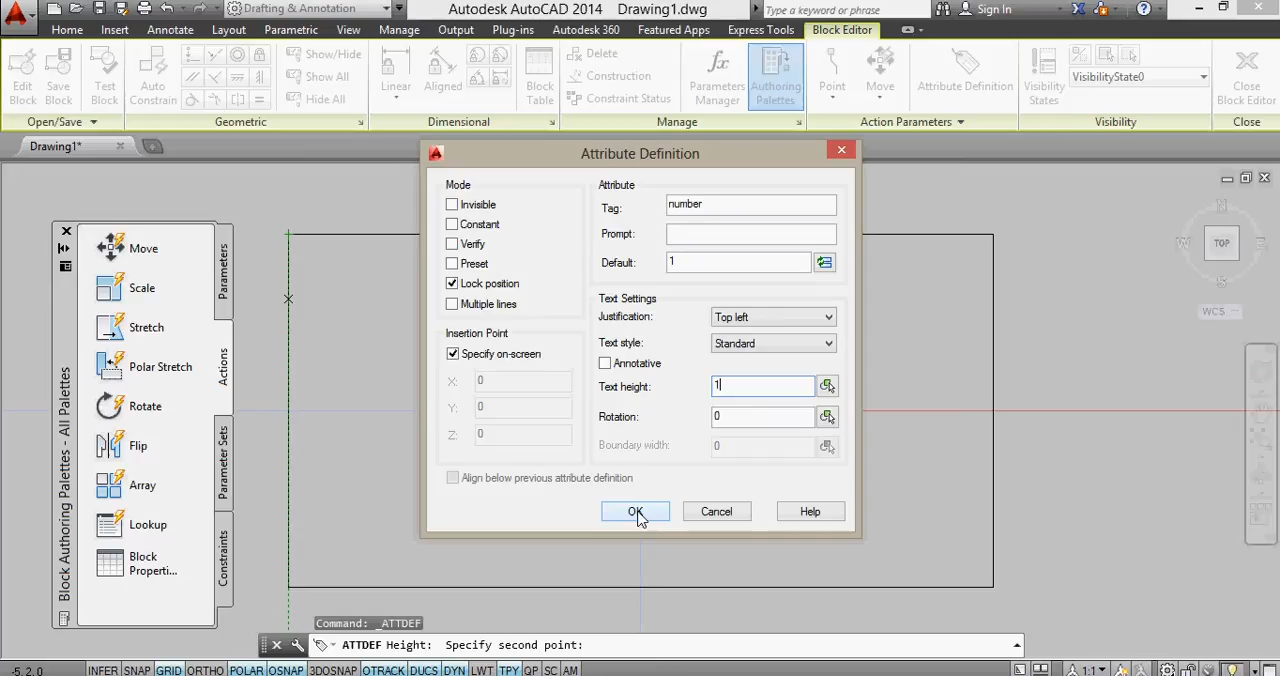 Drafting & Annotation
Autodesk AutoCAD 2014 Drawing1.dwg
Type a keyword or phrase
Sign In
Home Insert Annotate Layout Parametric View Manage Output Plug-ins Autodesk 360 Featured Apps Express Tools Block Editor
Edit Block
Save Block
Test Block
Auto Constrain
Show/Hide
Show All
Hide All
Linear
Aligned
Block Table
Delete
Construction
Constraint Status
Parameters Manager
Authoring Palettes
Point
Move
Attribute Definition
Visibility States
VisibilityState0
Close Block Editor
Open/Save
Geometric
Dimensional
Manage
Action Parameters
Visibility
Close
Drawing1*
Attribute Definition
Mode
Invisible
Constant
Verify
Preset
Lock position
Multiple lines
Insertion Point
Specify on-screen
X: 0
Y: 0
Z: 0
Align below previous attribute definition
Attribute
Tag: number
Prompt:
Default: 1
Text Settings
Justification: Top left
Text style: Standard
Annotative
Text height: 1
Rotation: 0
Boundary width: 0
OK
Cancel
Help
Block Authoring Palettes - All Palettes
Move
Scale
Stretch
Polar Stretch
Rotate
Flip
Array
Lookup
Block Properti...
Parameters
Actions
Parameter Sets
Constraints
N
W
TOP
E
S
WCS
Command: _ATTDEF
ATTDEF Height: Specify second point:
-5.2.0
INFER SNAP GRID ORTHO POLAR OSNAP 3DOSNAP OTRACK DUCS DYN LWT TPY QP SC AM
1:1